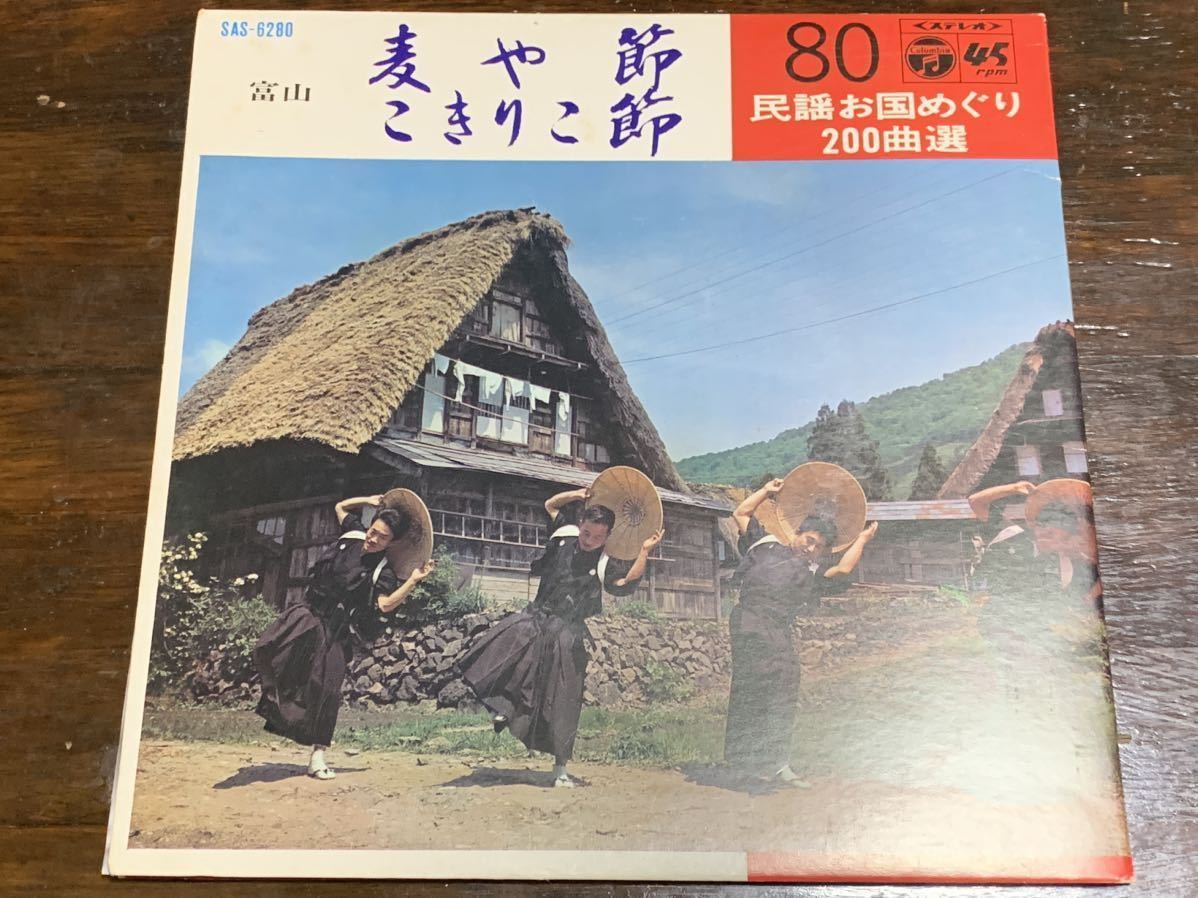 SAS-6280
富山
麦や節
こきりこ節
80
<ステレオ>
Columbia
45
rpm
民謡お国めぐり
200曲選